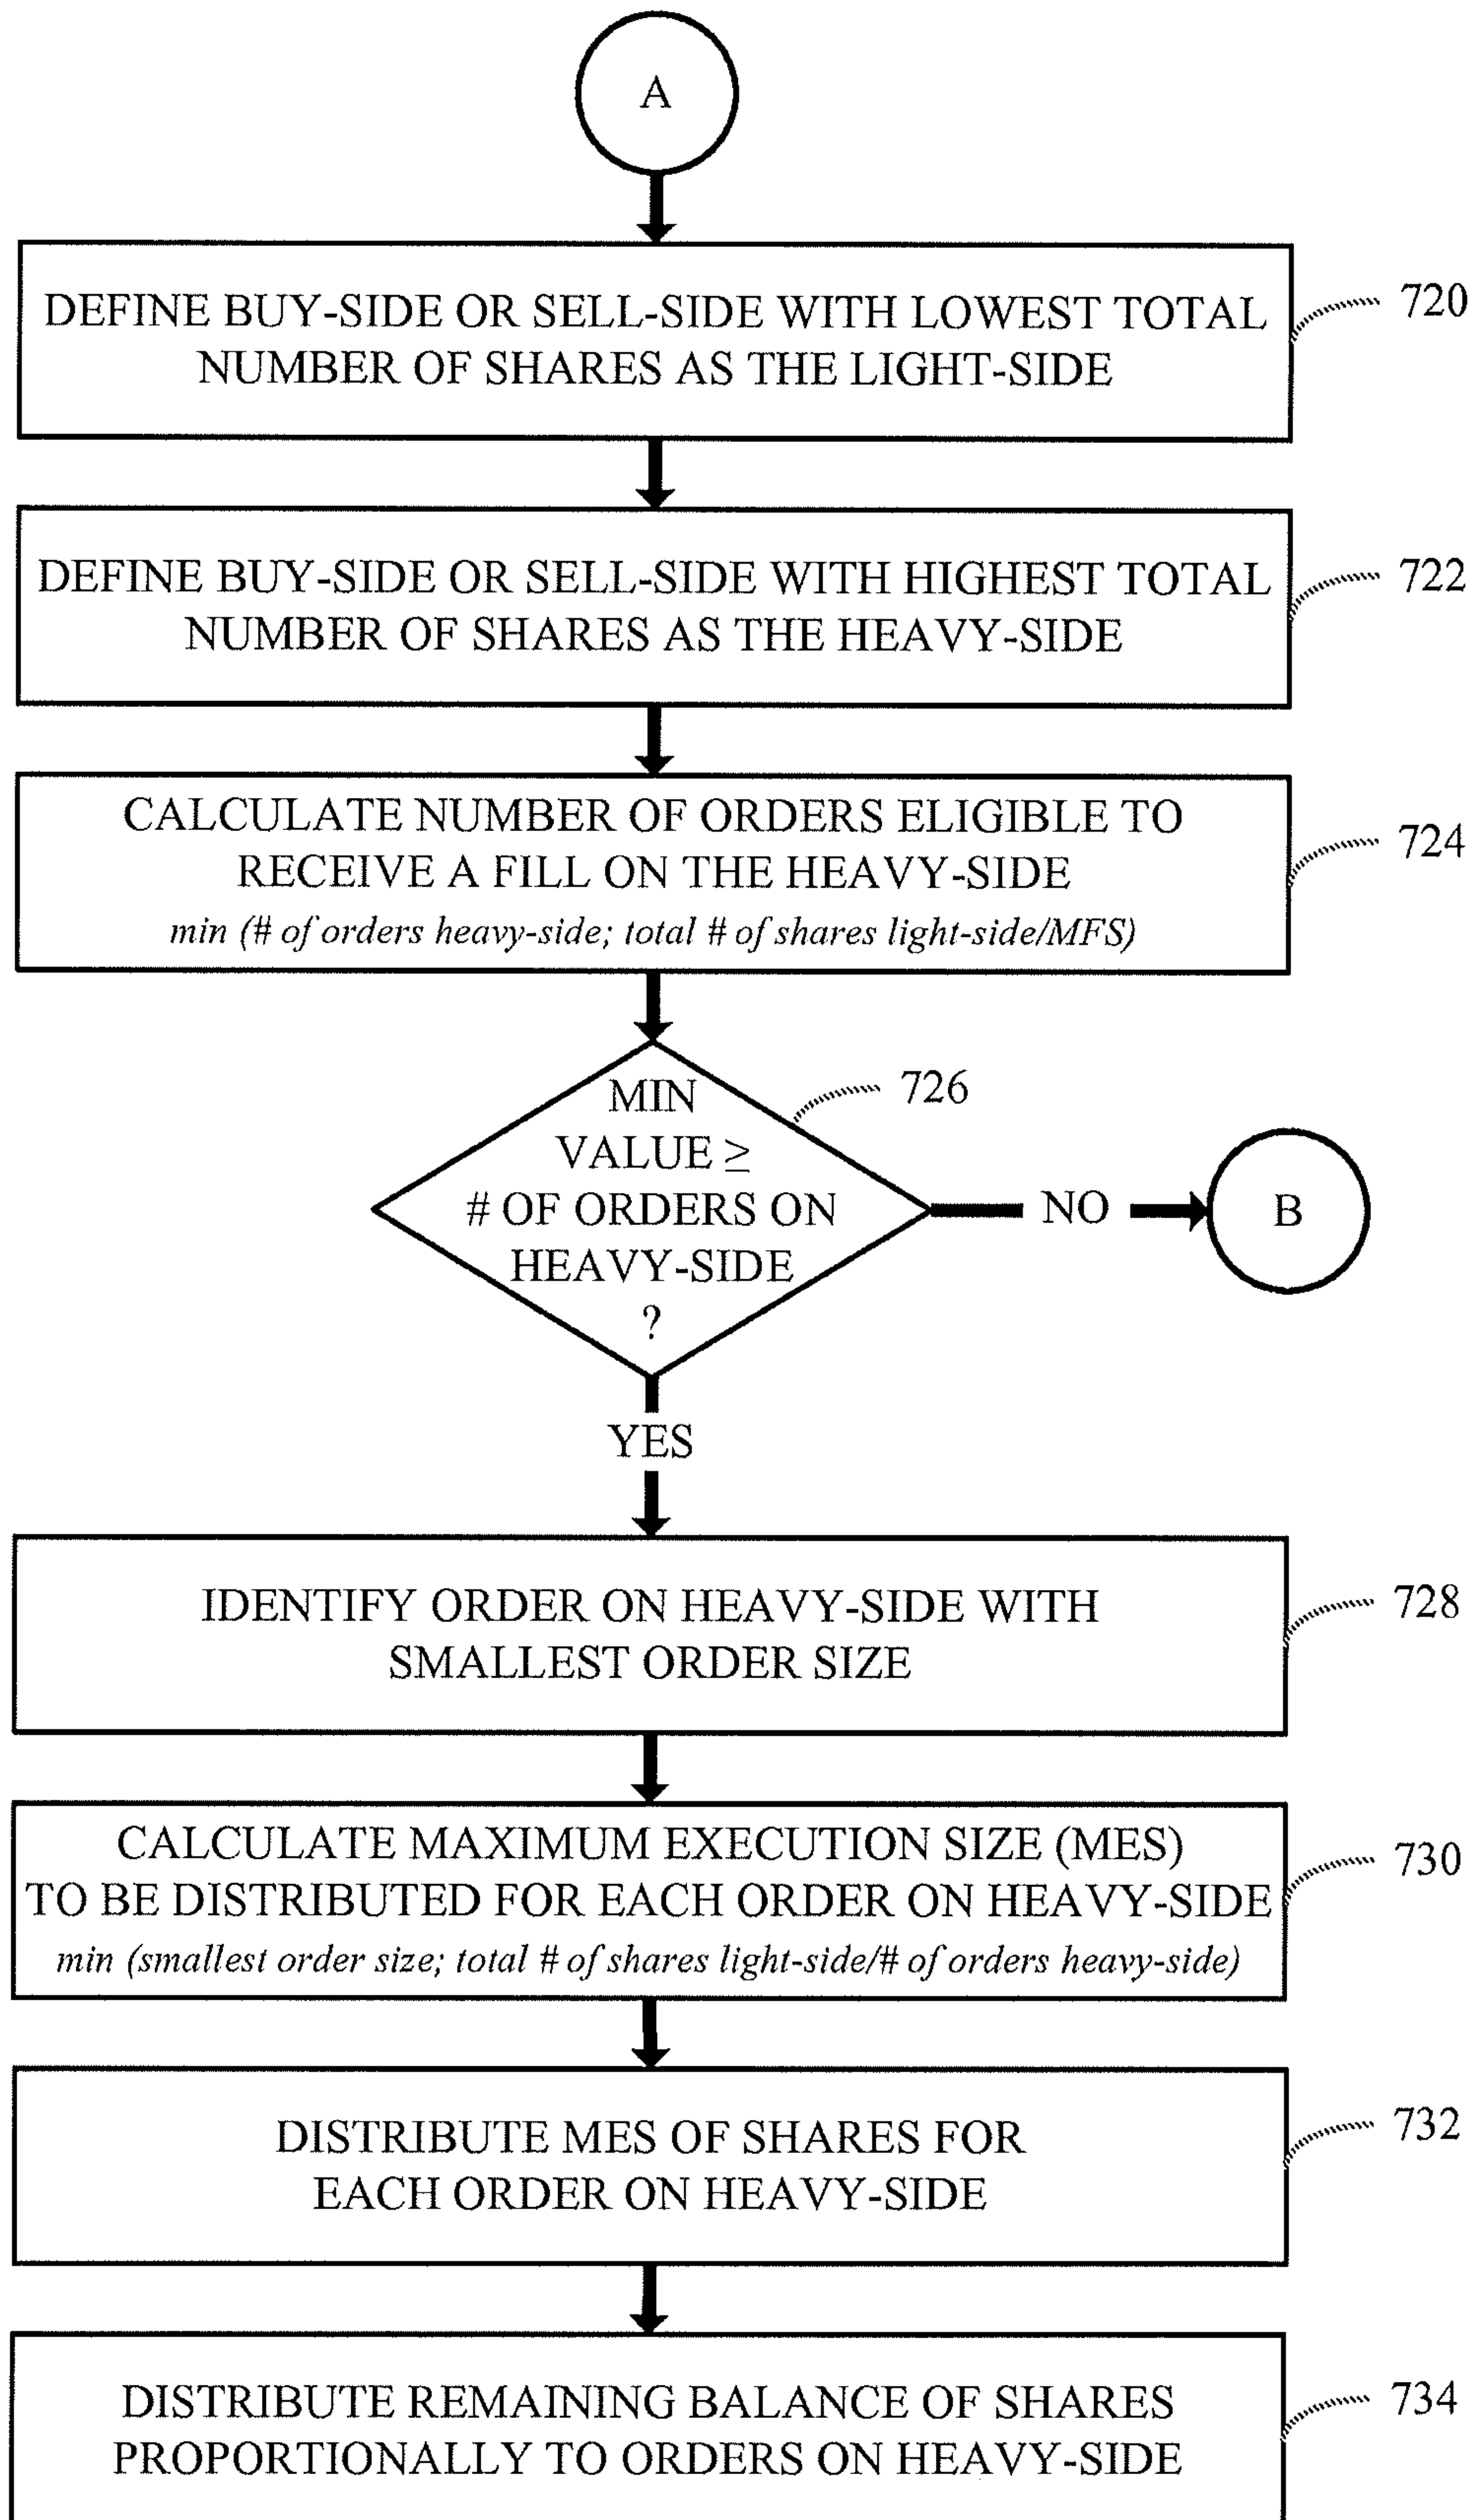 A
DEFINE BUY-SIDE OR SELL-SIDE WITH LOWEST TOTAL
NUMBER OF SHARES AS THE LIGHT-SIDE
720
DEFINE BUY-SIDE OR SELL-SIDE WITH HIGHEST TOTAL
NUMBER OF SHARES AS THE HEAVY-SIDE
722
CALCULATE NUMBER OF ORDERS ELIGIBLE TO
RECEIVE A FILL ON THE HEAVY-SIDE
min (# of orders heavy-side; total # of shares light-side/MFS)
724
MIN
VALUE ≥
# OF ORDERS ON
HEAVY-SIDE
?
726
NO
B
YES
IDENTIFY ORDER ON HEAVY-SIDE WITH
SMALLEST ORDER SIZE
728
CALCULATE MAXIMUM EXECUTION SIZE (MES)
TO BE DISTRIBUTED FOR EACH ORDER ON HEAVY-SIDE
min (smallest order size; total # of shares light-side/# of orders heavy-side)
730
DISTRIBUTE MES OF SHARES FOR
EACH ORDER ON HEAVY-SIDE
732
DISTRIBUTE REMAINING BALANCE OF SHARES
PROPORTIONALLY TO ORDERS ON HEAVY-SIDE
734